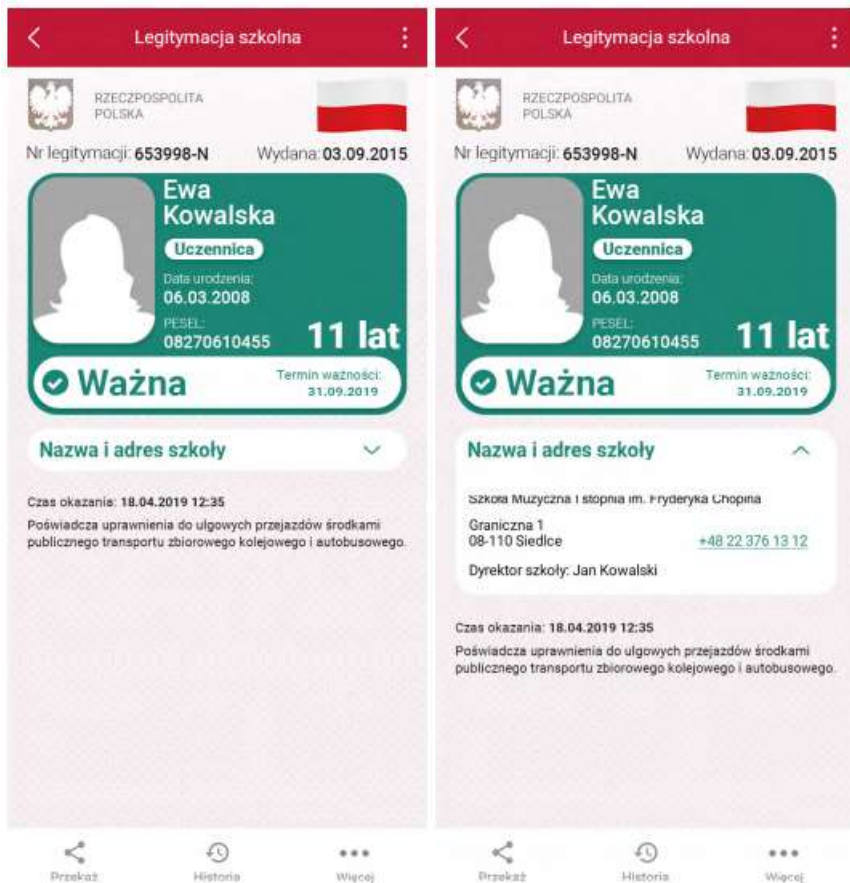 Legitymacja szkolna
RZECZPOSPOLITA
POLSKA
Nr legitymacji: 653998-N Wydana: 03.09.2015
Ewa
Kowalska
Uczennica
Data urodzenia:
06.03.2008
PESEL:
08270610455
11 lat
Ważna
Termin ważności:
31.09.2019
Nazwa i adres szkoły
Czas okazania: 18.04.2019 12:35
Poświadcza uprawnienia do ulgowych przejazdów środkami
publicznego transportu zbiorowego kolejowego i autobusowego.
Przekaż Historia Więcej
Legitymacja szkolna
RZECZPOSPOLITA
POLSKA
Nr legitymacji: 653998-N Wydana: 03.09.2015
Ewa
Kowalska
Uczennica
Data urodzenia:
06.03.2008
PESEL:
08270610455
11 lat
Ważna
Termin ważności:
31.09.2019
Nazwa i adres szkoły
Szkoła Muzyczna I stopnia im. Fryderyka Chopina
Graniczna 1
08-110 Siedlce +48 22 376 13 12
Dyrektor szkoły: Jan Kowalski
Czas okazania: 18.04.2019 12:35
Poświadcza uprawnienia do ulgowych przejazdów środkami
publicznego transportu zbiorowego kolejowego i autobusowego.
Przekaż Historia Więcej